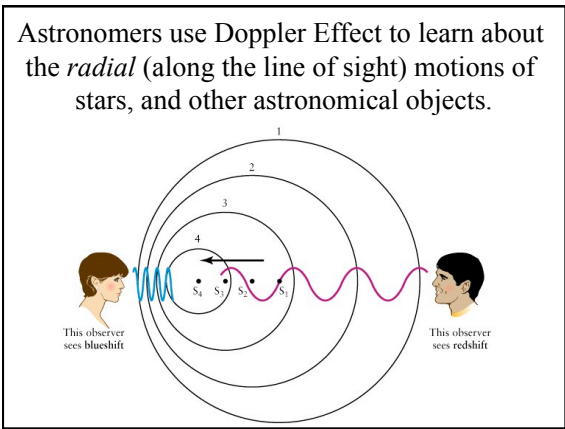 Astronomers use Doppler Effect to learn about
the radial (along the line of sight) motions of
stars, and other astronomical objects.
1
2
3
4
S4 S3 S2 S1
This observer
sees blueshift
This observer
sees redshift